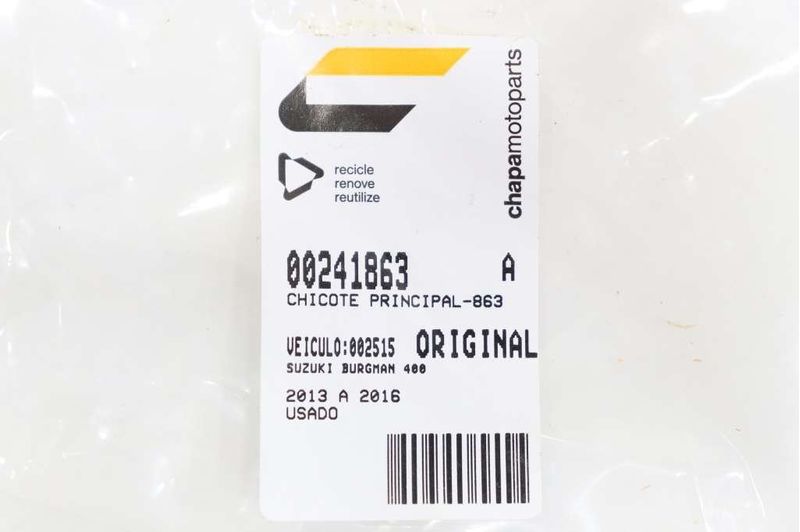 chapamotoparts
recicle
renove
reutilize
00241863 A
CHICOTE PRINCIPAL-863
VEICULO:002515 ORIGINAL
SUZUKI BURGMAN 400
2013 A 2016
USADO